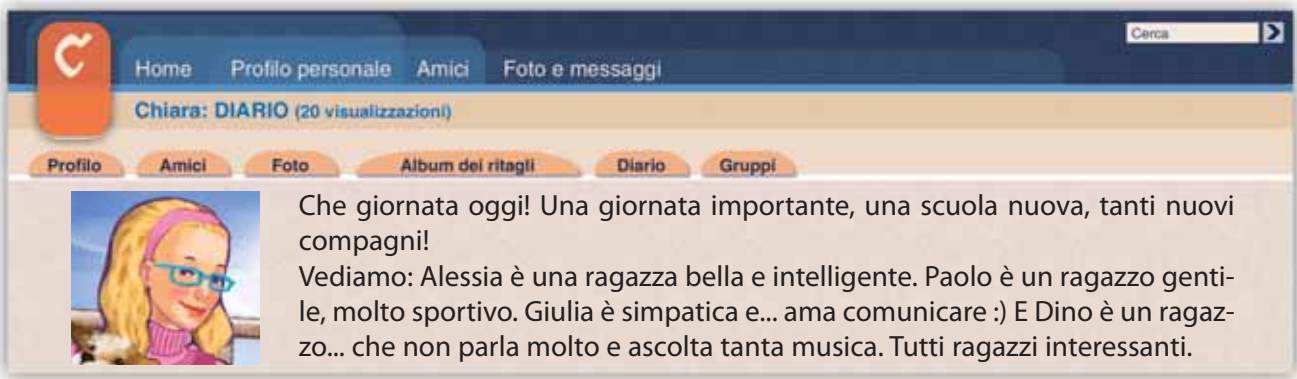 Cerca
Č
Home Profilo personale Amici Foto e messaggi
Chiara: DIARIO (20 visualizzazioni)
Profilo Amici Foto Album dei ritagli Diario Gruppi
Che giornata oggi! Una giornata importante, una scuola nuova, tanti nuovi
compagni!
Vediamo: Alessia è una ragazza bella e intelligente. Paolo è un ragazzo genti-
le, molto sportivo. Giulia è simpatica e... ama comunicare :) E Dino è un ragaz-
zo... che non parla molto e ascolta tanta musica. Tutti ragazzi interessanti.